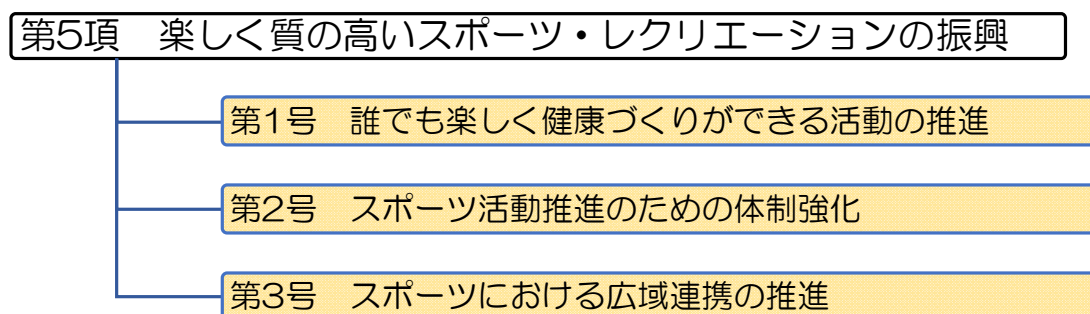 第5項　楽しく質の高いスポーツ・レクリエーションの振興
第1号　誰でも楽しく健康づくりができる活動の推進
第2号　スポーツ活動推進のための体制強化
第3号　スポーツにおける広域連携の推進